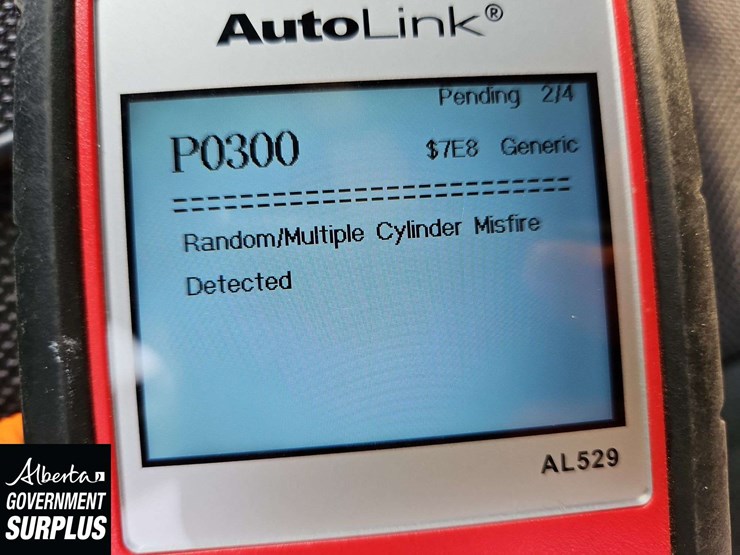 AutoLink®
Pending 2/4
P0300 $7E8 Generic
==============================
Random/Multiple Cylinder Misfire
Detected
AL529
Alberta
GOVERNMENT
SURPLUS